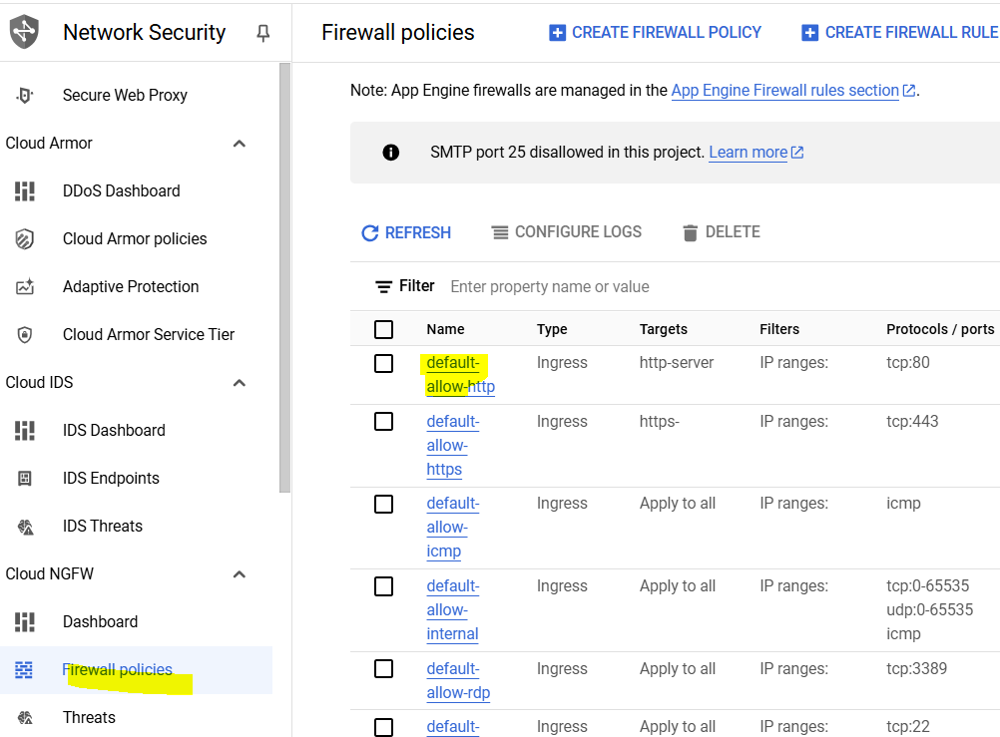 Network Security
Secure Web Proxy
Cloud Armor
DDoS Dashboard
Cloud Armor policies
Adaptive Protection
Cloud Armor Service Tier
Cloud IDS
IDS Dashboard
IDS Endpoints
IDS Threats
Cloud NGFW
Dashboard
Firewall policies
Threats
Firewall policies CREATE FIREWALL POLICY CREATE FIREWALL RULE
Note: App Engine firewalls are managed in the App Engine Firewall rules section.
SMTP port 25 disallowed in this project. Learn more
REFRESH CONFIGURE LOGS DELETE
Filter Enter property name or value
Name Type Targets Filters Protocols / ports
default- Ingress http-server IP ranges: tcp:80
allow-http
default- Ingress https- IP ranges: tcp:443
allow-
https
default- Ingress Apply to all IP ranges: icmp
allow-
icmp
default- Ingress Apply to all IP ranges: tcp:0-65535
allow- udp:0-65535
internal icmp
default- Ingress Apply to all IP ranges: tcp:3389
allow-rdp
default- Ingress Apply to all IP ranges: tcp:22